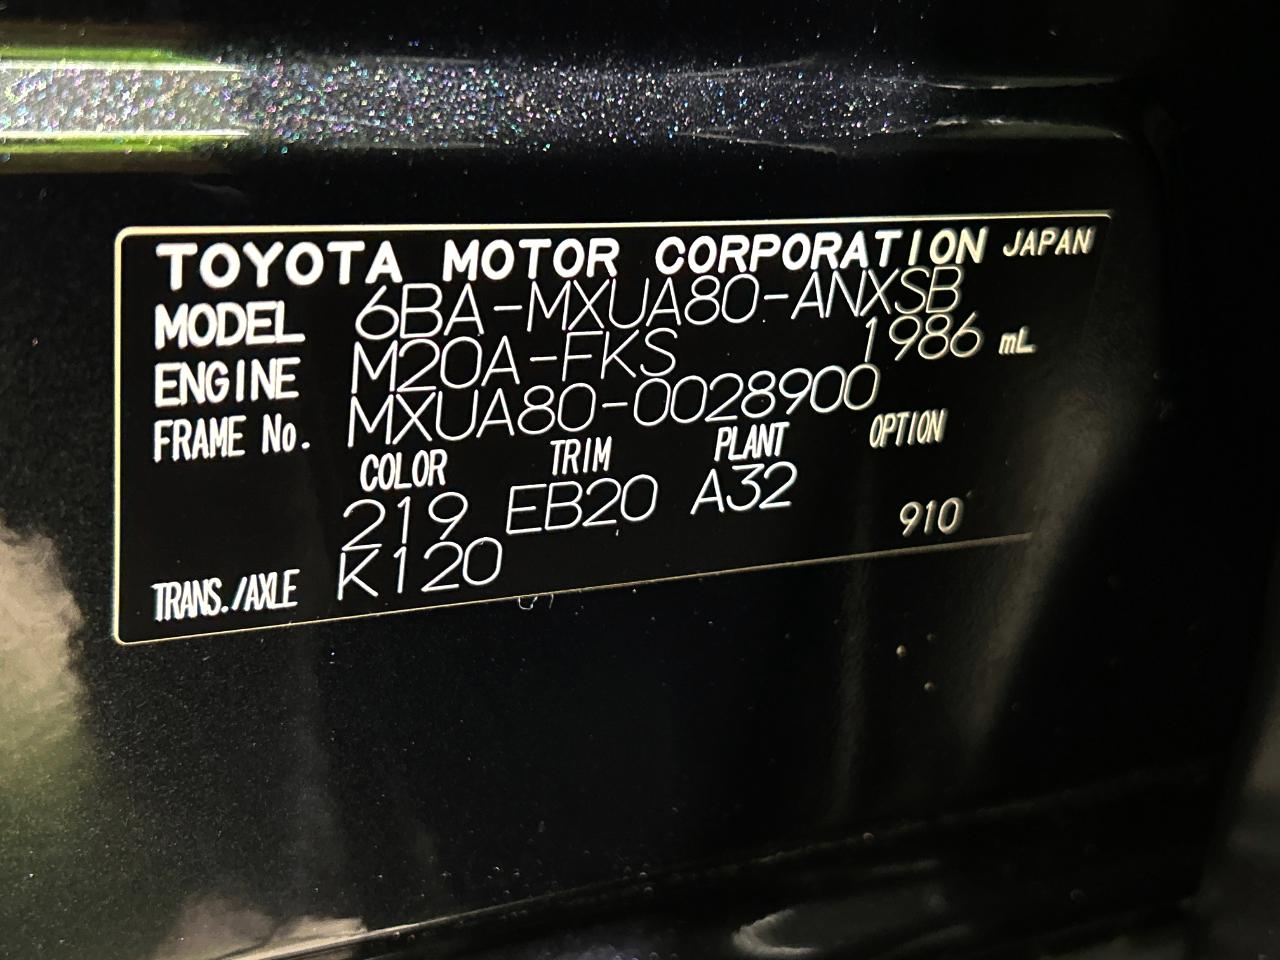 TOYOTA MOTOR CORPORATION JAPAN
MODEL 6BA-MXUA80-ANXSB
ENGINE M20A-FKS 1986 mL
FRAME No. MXUA80-0028900
COLOR TRIM PLANT OPTION
219 EB20 A32 910
TRANS./AXLE K120